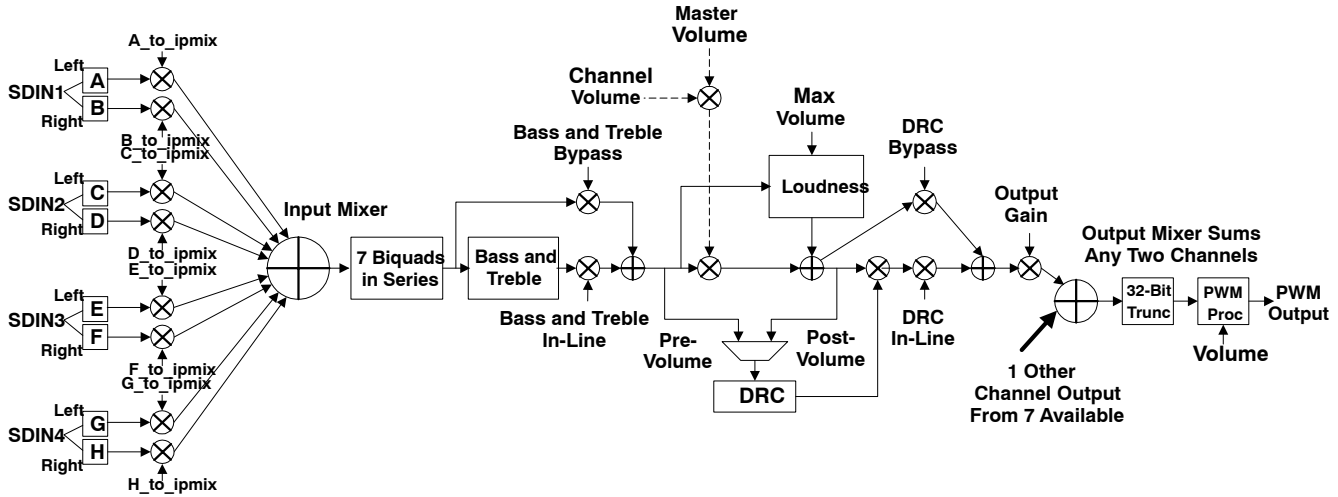 Master
Volume
A_to_ipmix
Left
A
SDIN1
B
Right
B_to_ipmix
C_to_ipmix
Left
C
SDIN2
D
Right
D_to_ipmix
E_to_ipmix
Left
E
SDIN3
F
Right
F_to_ipmix
G_to_ipmix
Left
G
SDIN4
H
Right
H_to_ipmix
Input Mixer
7 Biquads
in Series
Bass and Treble
Bypass
Bass and
Treble
Bass and Treble
In-Line
Channel
Volume
Max
Volume
Loudness
Pre-
Volume
Post-
Volume
DRC
DRC
Bypass
DRC
In-Line
Output
Gain
Output Mixer Sums
Any Two Channels
32-Bit
Trunc
PWM
Proc
PWM
Output
Volume
1 Other
Channel Output
From 7 Available